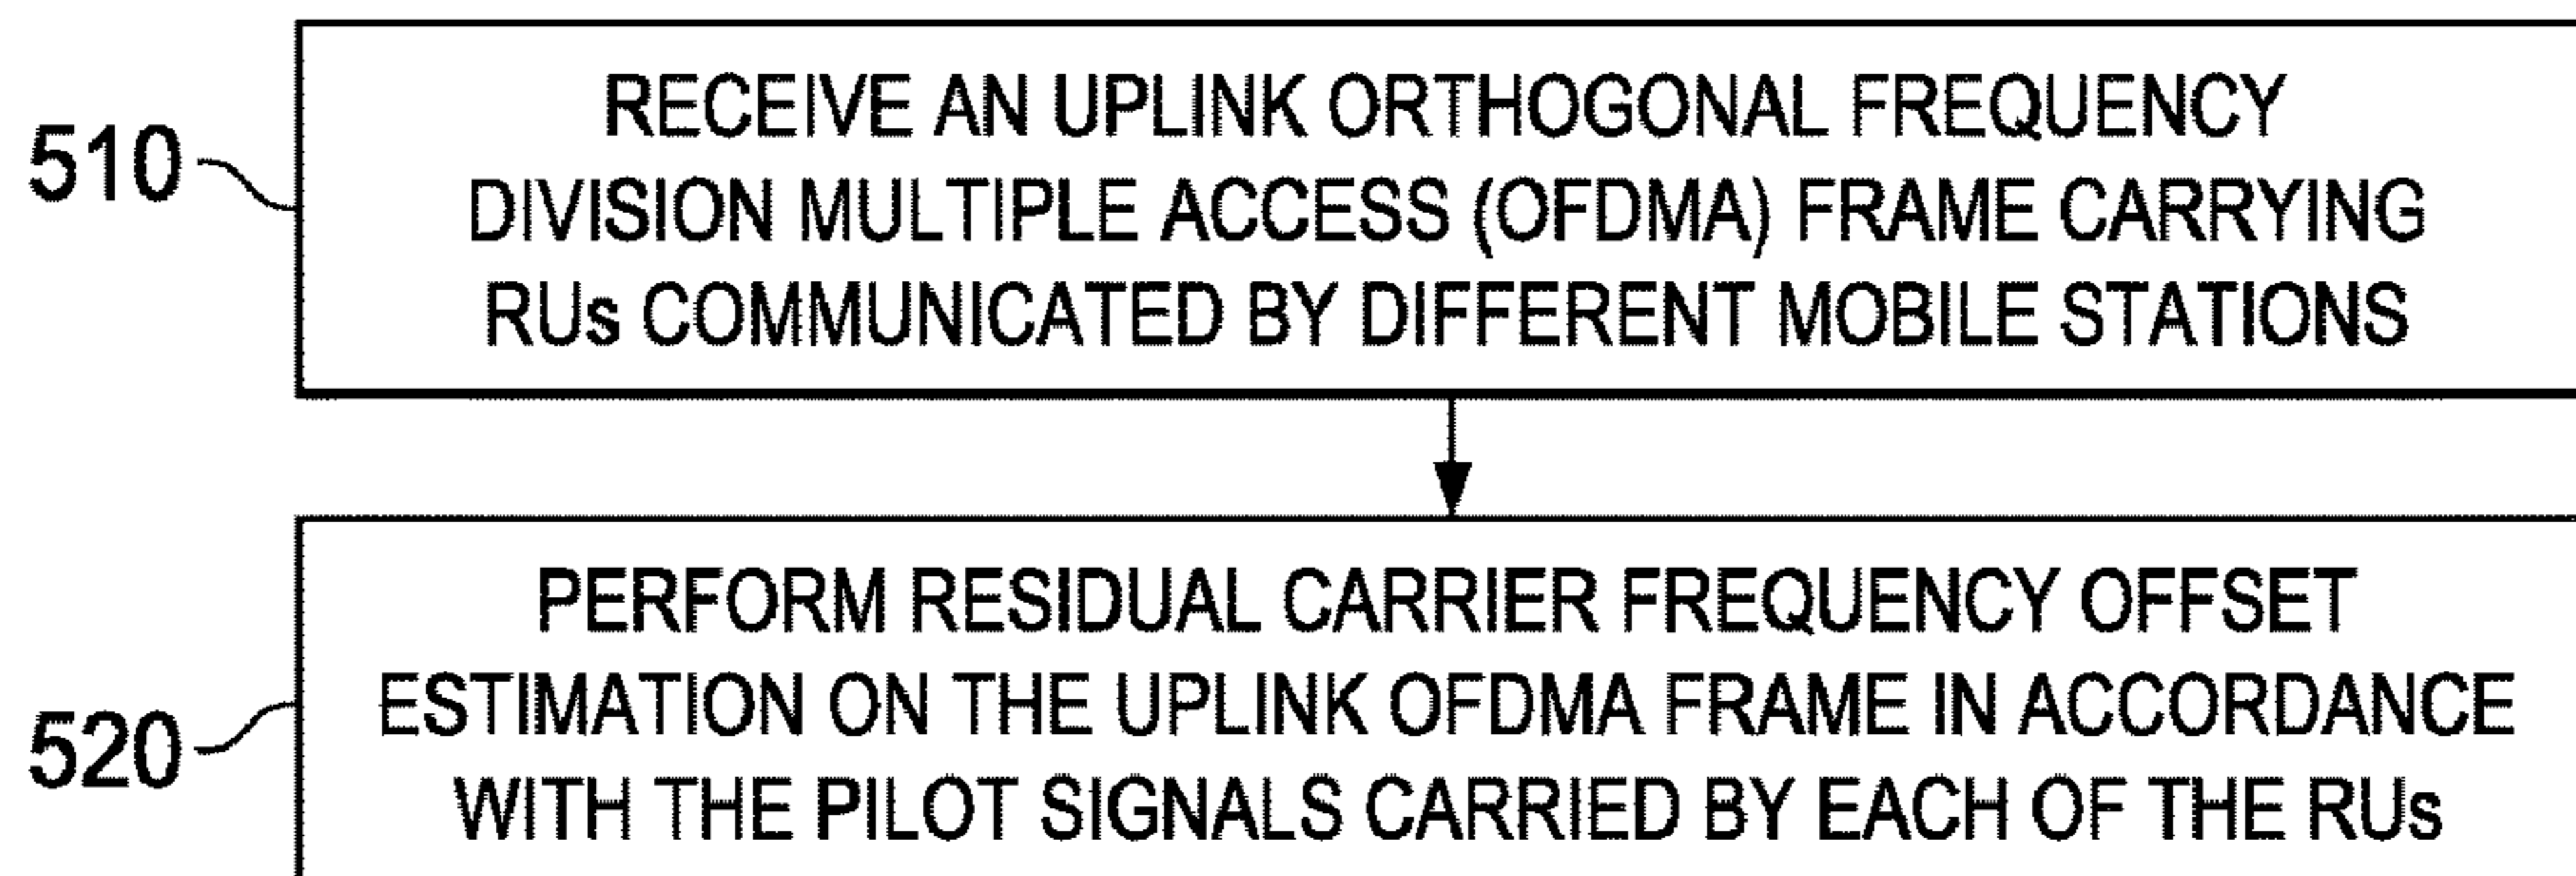 510
RECEIVE AN UPLINK ORTHOGONAL FREQUENCY
DIVISION MULTIPLE ACCESS (OFDMA) FRAME CARRYING
RUs COMMUNICATED BY DIFFERENT MOBILE STATIONS
520
PERFORM RESIDUAL CARRIER FREQUENCY OFFSET
ESTIMATION ON THE UPLINK OFDMA FRAME IN ACCORDANCE
WITH THE PILOT SIGNALS CARRIED BY EACH OF THE RUs